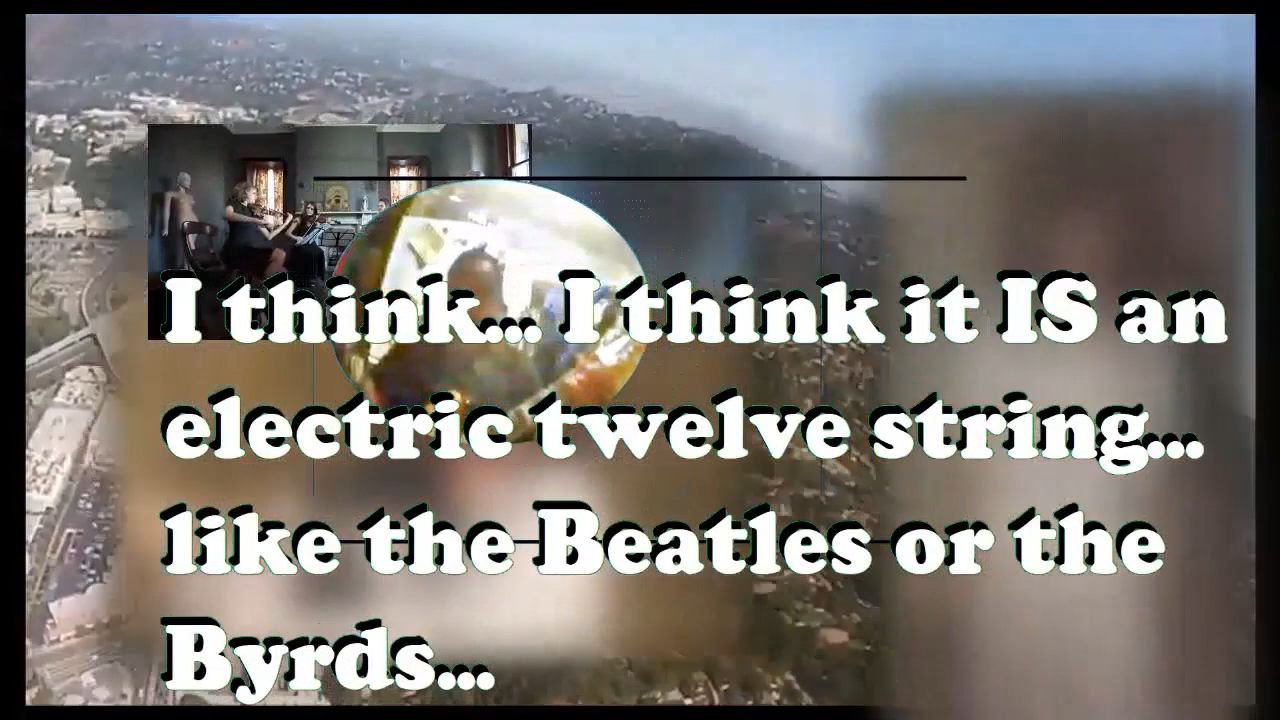 I think... I think it IS an
electric twelve string...
like the Beatles or the
Byrds...